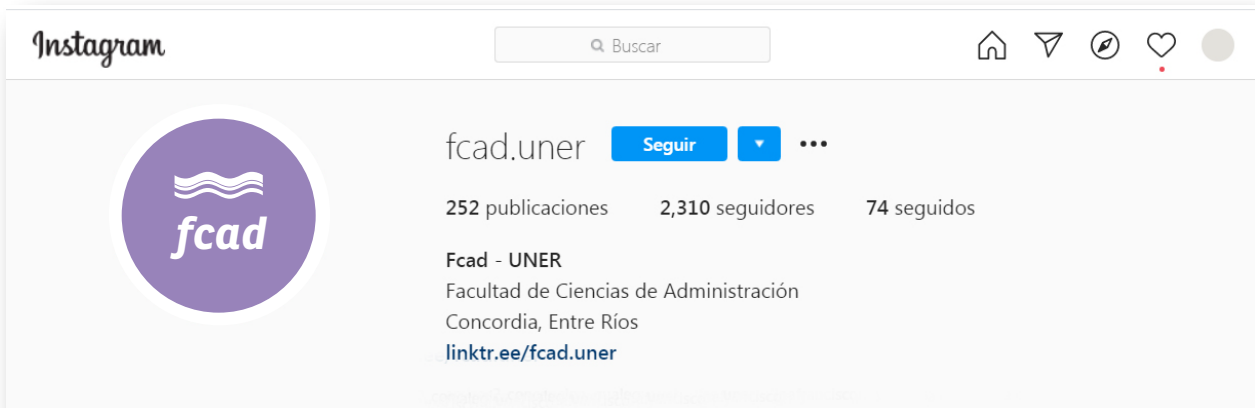 Instagram
Buscar
fcad
fcad.uner Seguir
252 publicaciones 2,310 seguidores 74 seguidos
Fcad - UNER
Facultad de Ciencias de Administración
Concordia, Entre Ríos
linktr.ee/fcad.uner